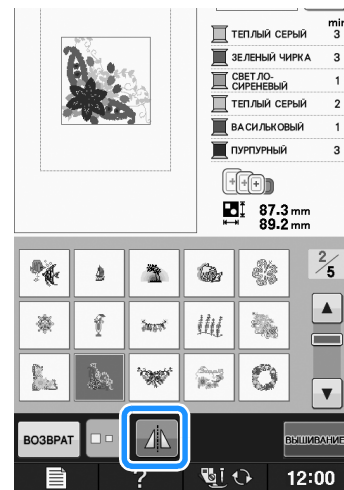 min
ТЕПЛЫЙ СЕРЫЙ 3
ЗЕЛЕНЫЙ ЧИРКА 3
СВЕТЛО-
СИРЕНЕВЫЙ 1
ТЕПЛЫЙ СЕРЫЙ 2
ВАСИЛЬКОВЫЙ 1
ПУРПУРНЫЙ 3
87.3 mm
89.2 mm
2/5
ВОЗВРАТ
ВЫШИВАНИЕ
?
12:00